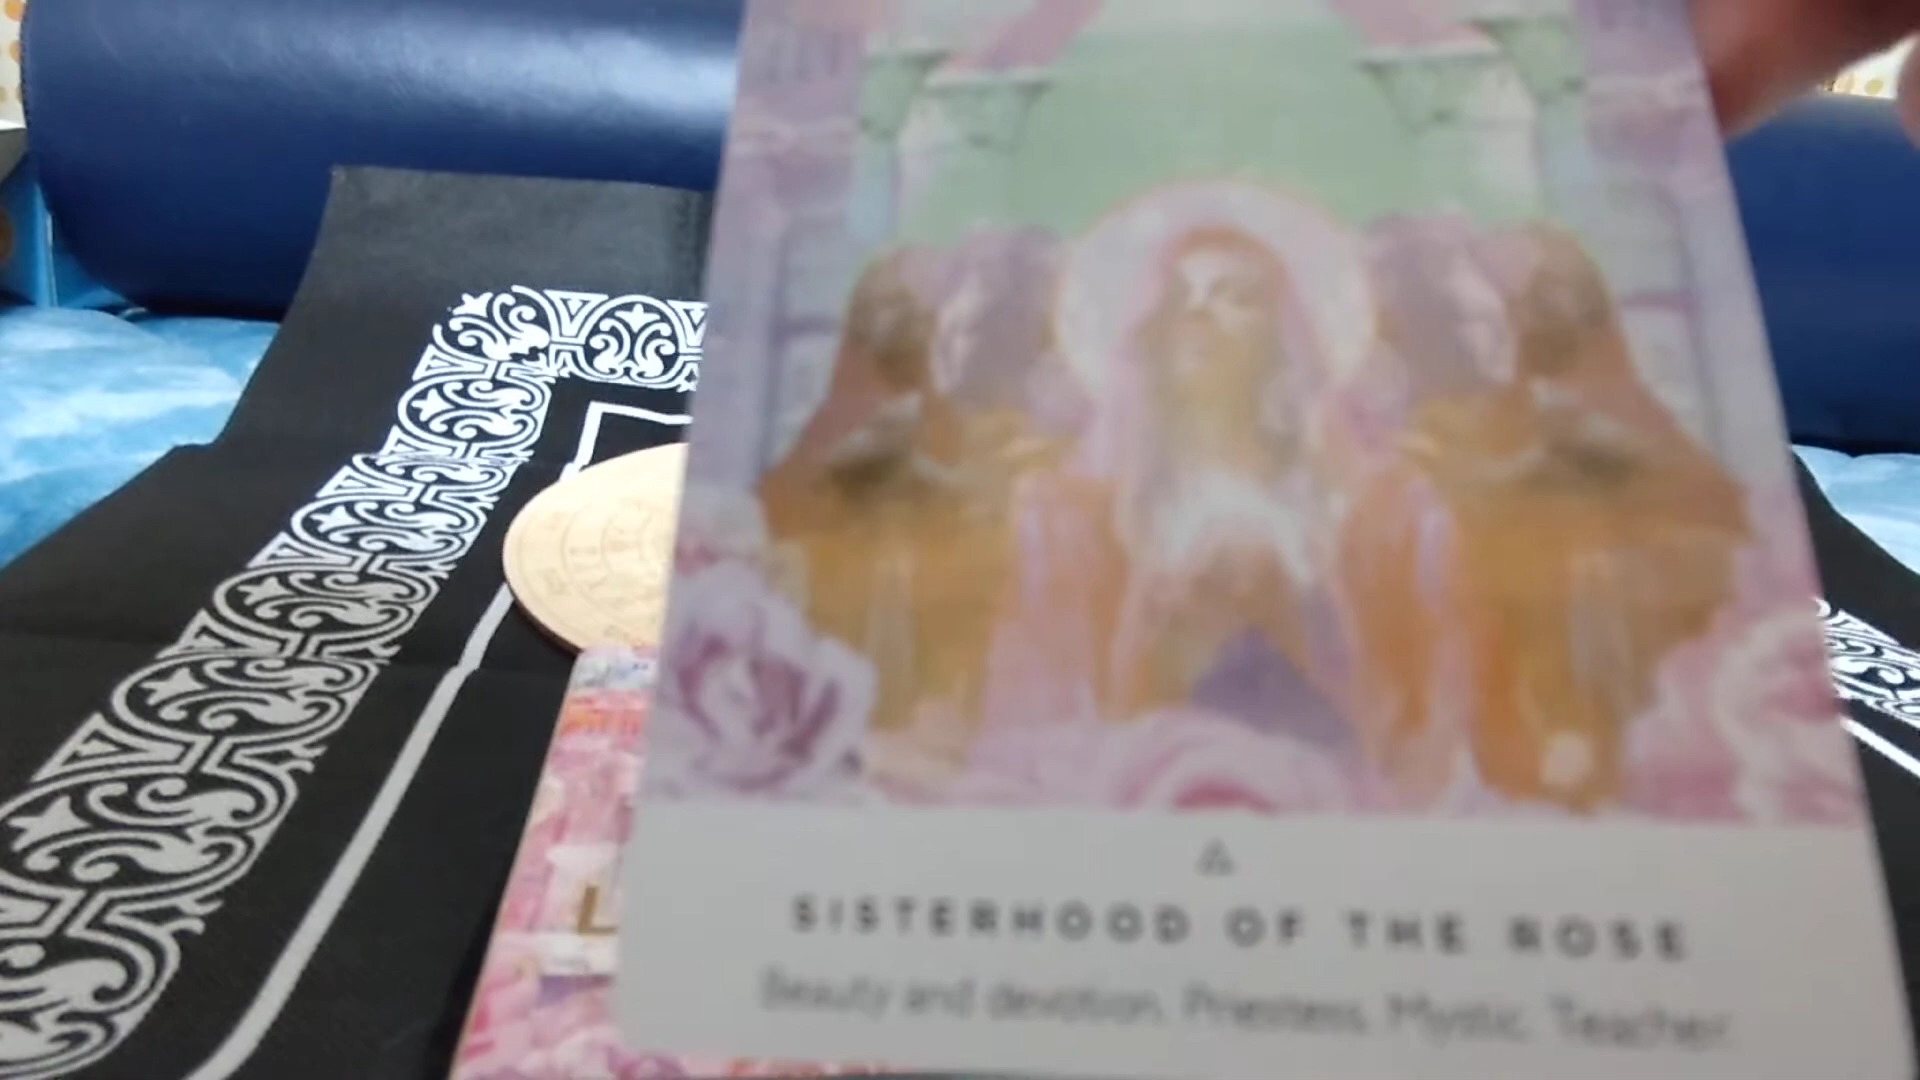 SISTERHOOD OF THE ROSE
Beauty and devotion. Priestess. Mystic. Teacher.
L